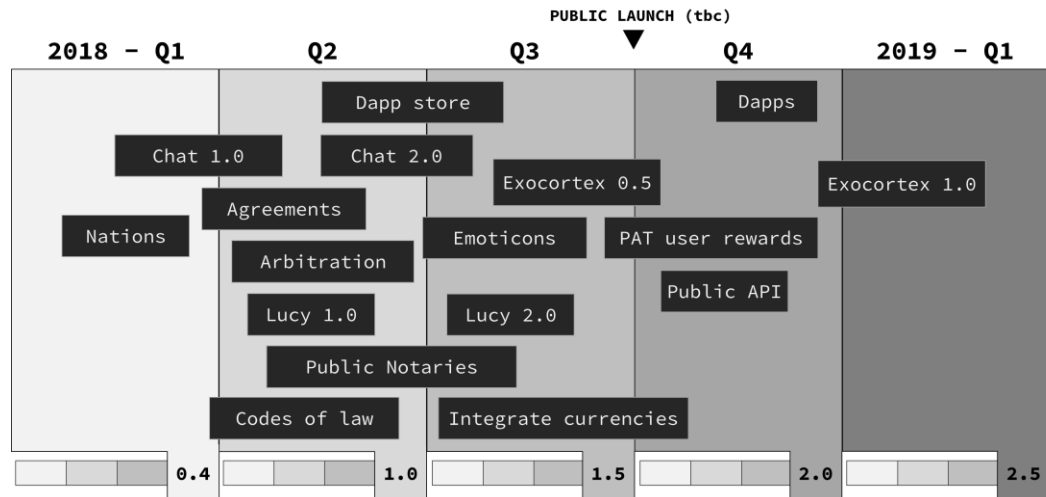 PUBLIC LAUNCH (tbc)
2018 – Q1 Q2 Q3 Q4 2019 – Q1
Dapp store Dapps
Chat 1.0 Chat 2.0
Exocortex 0.5 Exocortex 1.0
Agreements
Nations Emoticons PAT user rewards
Arbitration
Public API
Lucy 1.0 Lucy 2.0
Public Notaries
Codes of law Integrate currencies
0.4 1.0 1.5 2.0 2.5